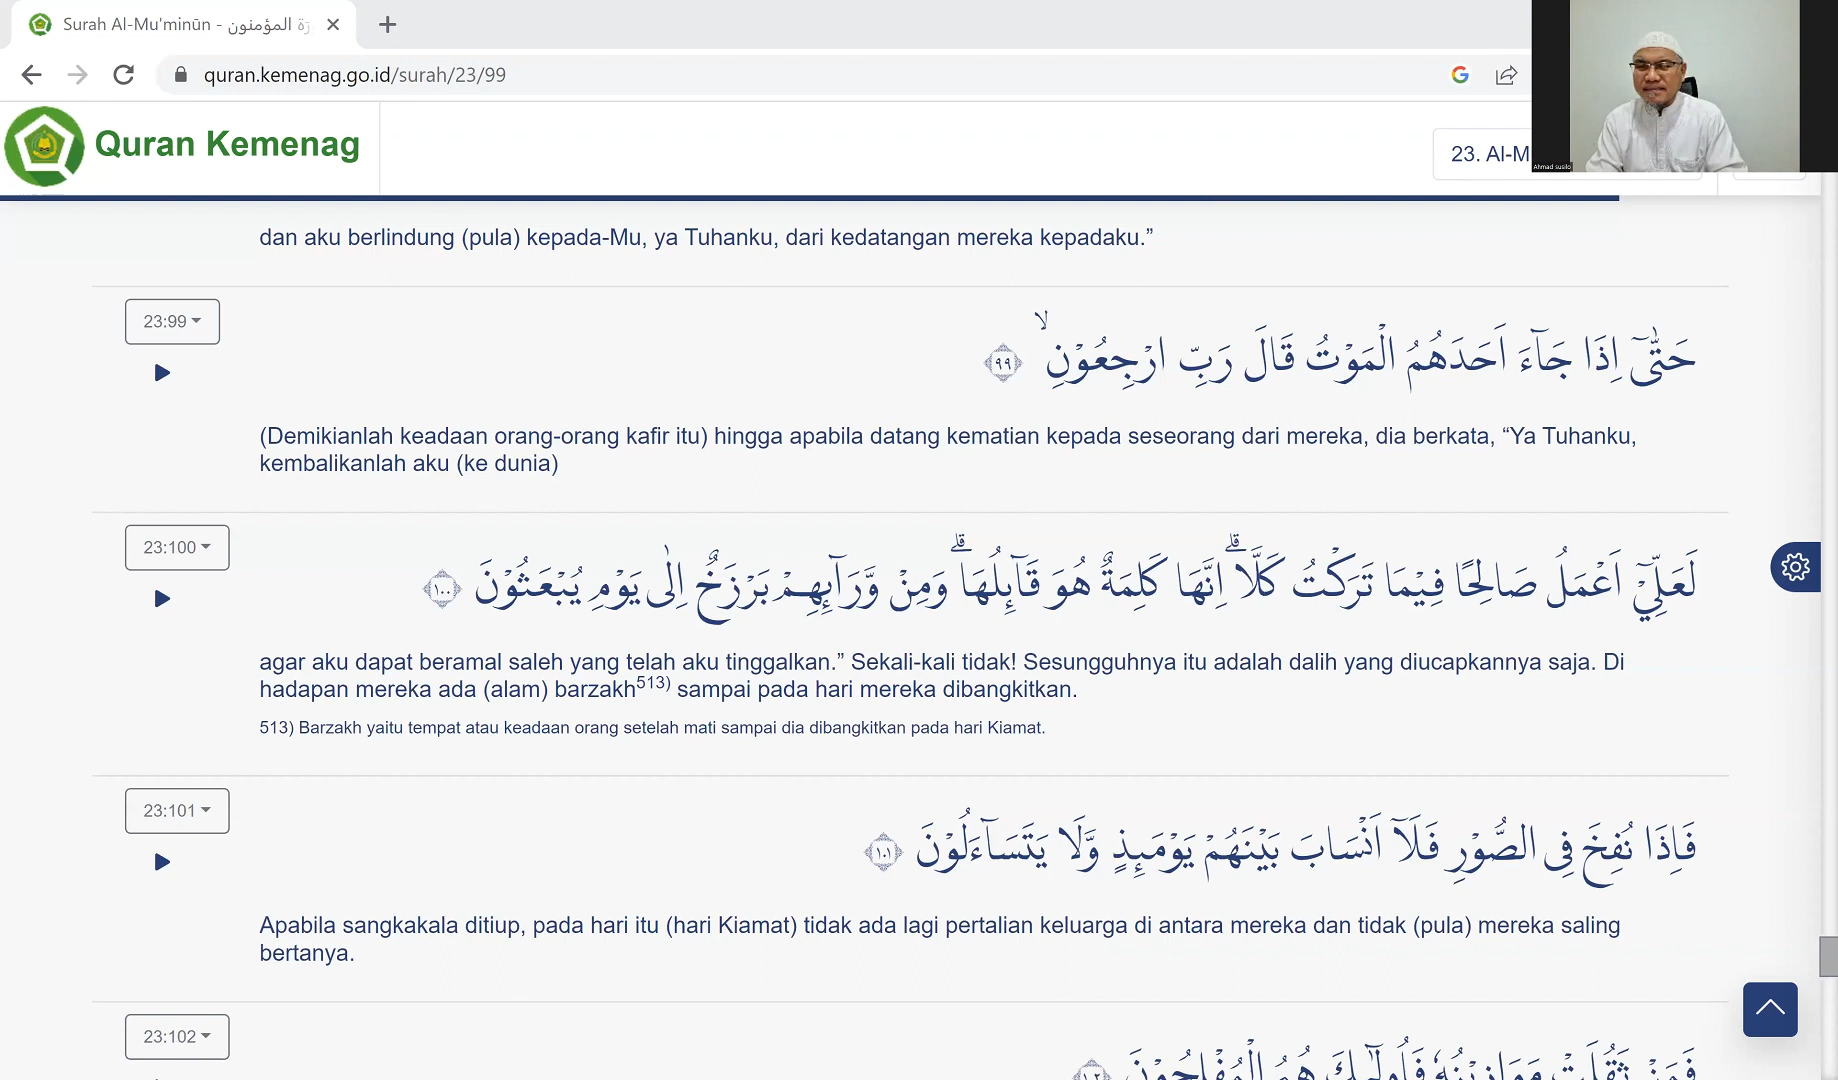 Surah Al-Mu'minūn - سورة المؤمنون
quran.kemenag.go.id/surah/23/99
Quran Kemenag
23. Al-M
Ahmad susilo
dan aku berlindung (pula) kepada-Mu, ya Tuhanku, dari kedatangan mereka kepadaku.”
23:99
حَتّٰىٓ اِذَا جَاۤءَ اَحَدَهُمُ الْمَوْتُ قَالَ رَبِّ ارْجِعُوْنِ ۙ ٩٩
(Demikianlah keadaan orang-orang kafir itu) hingga apabila datang kematian kepada seseorang dari mereka, dia berkata, “Ya Tuhanku,
kembalikanlah aku (ke dunia)
23:100
لَعَلِّيْٓ اَعْمَلُ صَالِحًا فِيْمَا تَرَكْتُ كَلَّاۗ اِنَّهَا كَلِمَةٌ هُوَ قَاۤىِٕلُهَاۗ وَمِنْ وَّرَاۤىِٕهِمْ بَرْزَخٌ اِلٰى يَوْمِ يُبْعَثُوْنَ ١٠٠
agar aku dapat beramal saleh yang telah aku tinggalkan.” Sekali-kali tidak! Sesungguhnya itu adalah dalih yang diucapkannya saja. Di
hadapan mereka ada (alam) barzakh513) sampai pada hari mereka dibangkitkan.
513) Barzakh yaitu tempat atau keadaan orang setelah mati sampai dia dibangkitkan pada hari Kiamat.
23:101
فَاِذَا نُفِخَ فِى الصُّوْرِ فَلَآ اَنْسَابَ بَيْنَهُمْ يَوْمَىِٕذٍ وَّلَا يَتَسَاۤءَلُوْنَ ١٠١
Apabila sangkakala ditiup, pada hari itu (hari Kiamat) tidak ada lagi pertalian keluarga di antara mereka dan tidak (pula) mereka saling
bertanya.
23:102
فَمَنْ ثَقُلَتْ مَوَازِيْنُهٗ فَاُولٰۤىِٕكَ هُمُ الْمُفْلِحُوْنَ ١٠٢